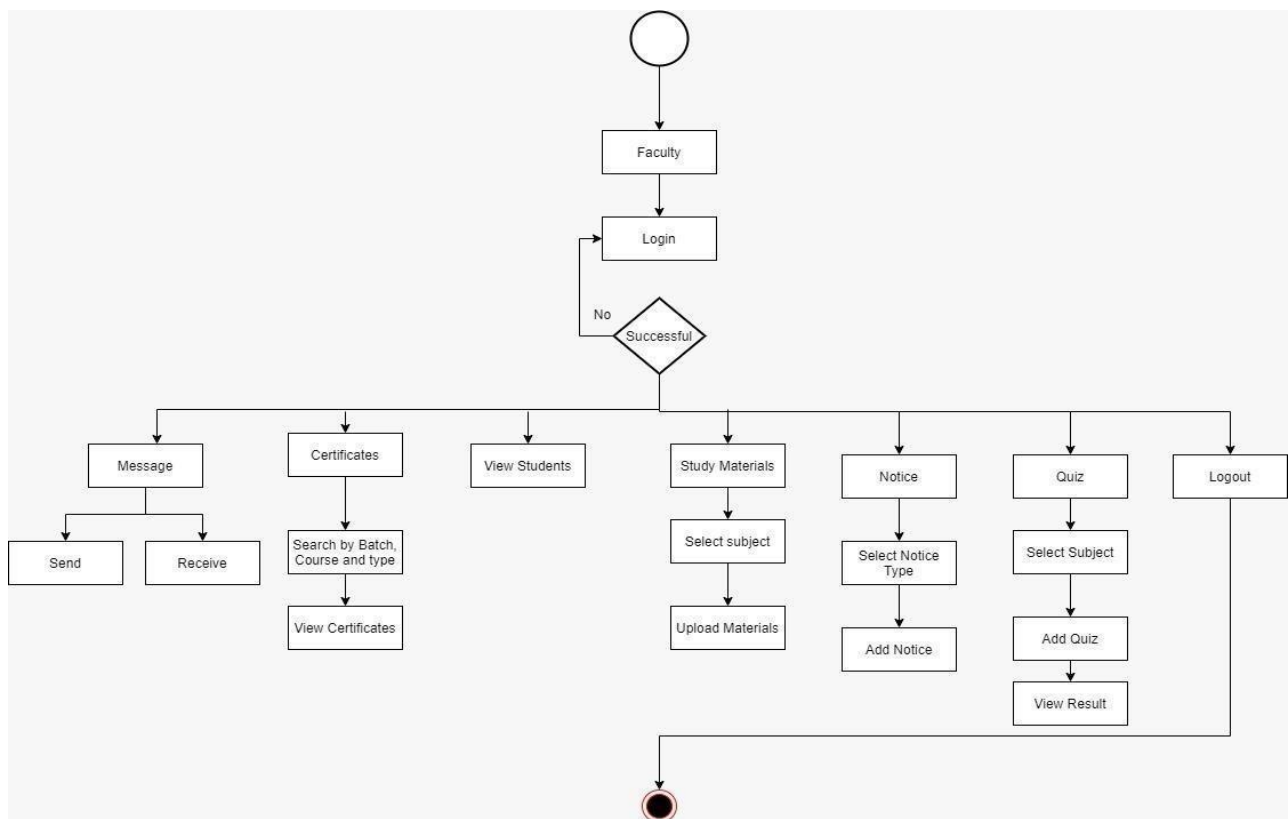 Faculty
Login
No
Successful
Message
Certificates
View Students
Study Materials
Notice
Quiz
Logout
Send
Receive
Search by Batch,
Course and type
Select subject
Select Notice
Type
Select Subject
View Certificates
Upload Materials
Add Notice
Add Quiz
View Result